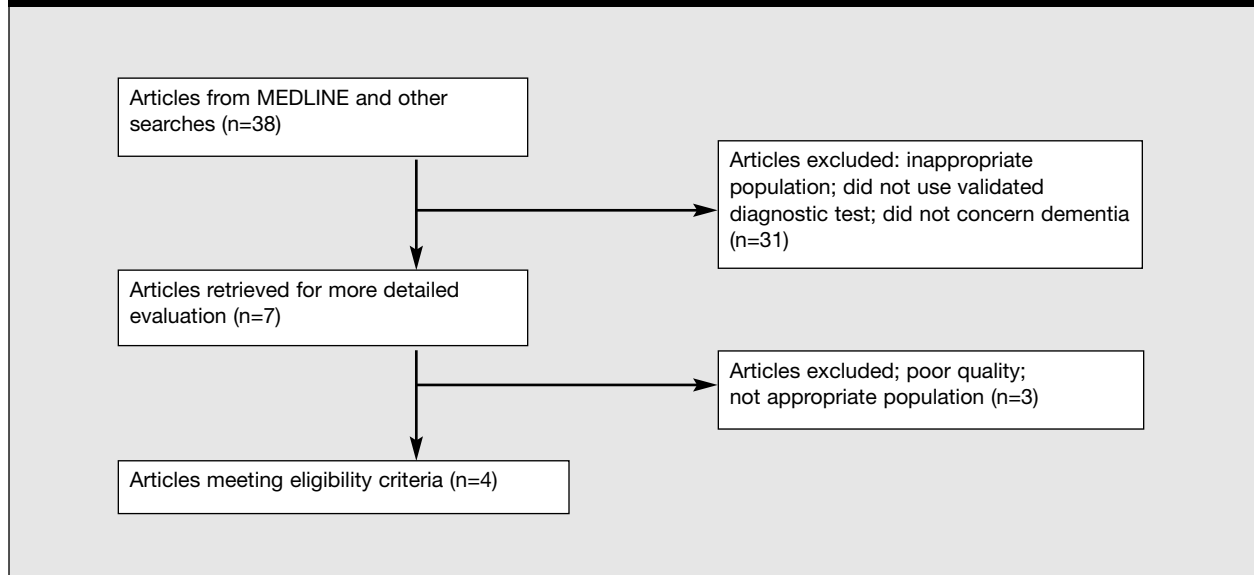 Articles from MEDLINE and other
searches (n=38)
Articles excluded: inappropriate
population; did not use validated
diagnostic test; did not concern dementia
(n=31)
Articles retrieved for more detailed
evaluation (n=7)
Articles excluded; poor quality;
not appropriate population (n=3)
Articles meeting eligibility criteria (n=4)